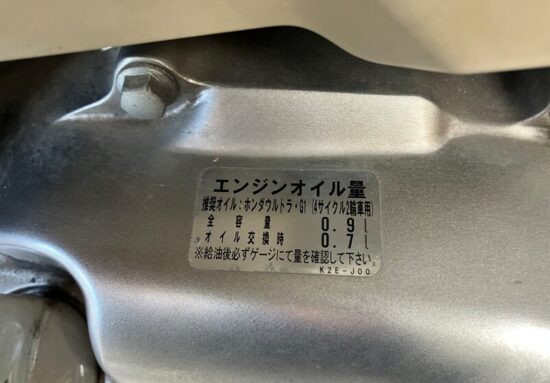 エンジンオイル量
推奨オイル：ホンダウルトラ・G1（4サイクル2輪車用）
全容量 0.9l
オイル交換時 0.7l
※給油後必ずゲージにて量を確認して下さい。
K2E-J00